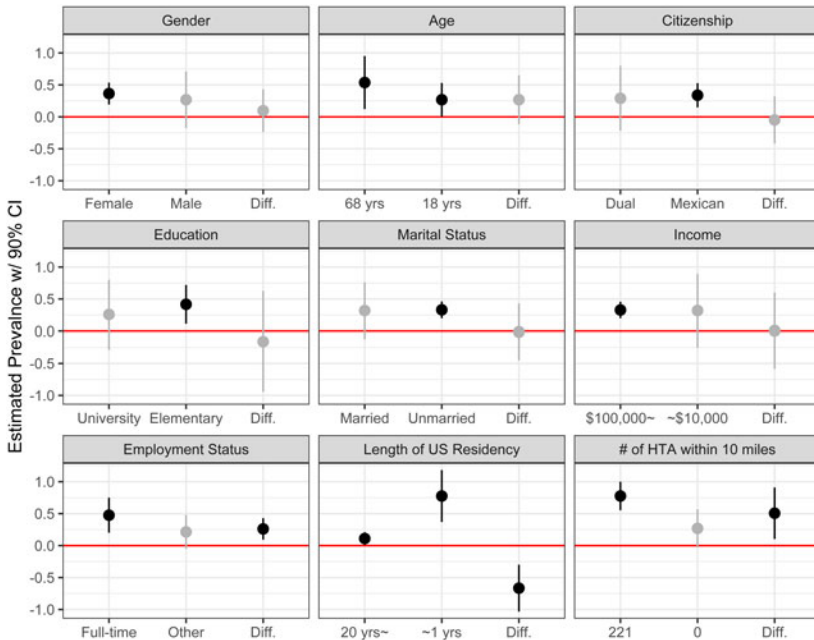 Estimated Prevalnce w/ 90% CI
Gender Age Citizenship
1.0
0.5
0.0
-0.5
-1.0
Female Male Diff. 68 yrs 18 yrs Diff. Dual Mexican Diff.
Education Marital Status Income
1.0
0.5
0.0
-0.5
-1.0
University Elementary Diff. Married Unmarried Diff. $100,000~ ~$10,000 Diff.
Employment Status Length of US Residency # of HTA within 10 miles
1.0
0.5
0.0
-0.5
-1.0
Full-time Other Diff. 20 yrs~ ~1 yrs Diff. 221 0 Diff.